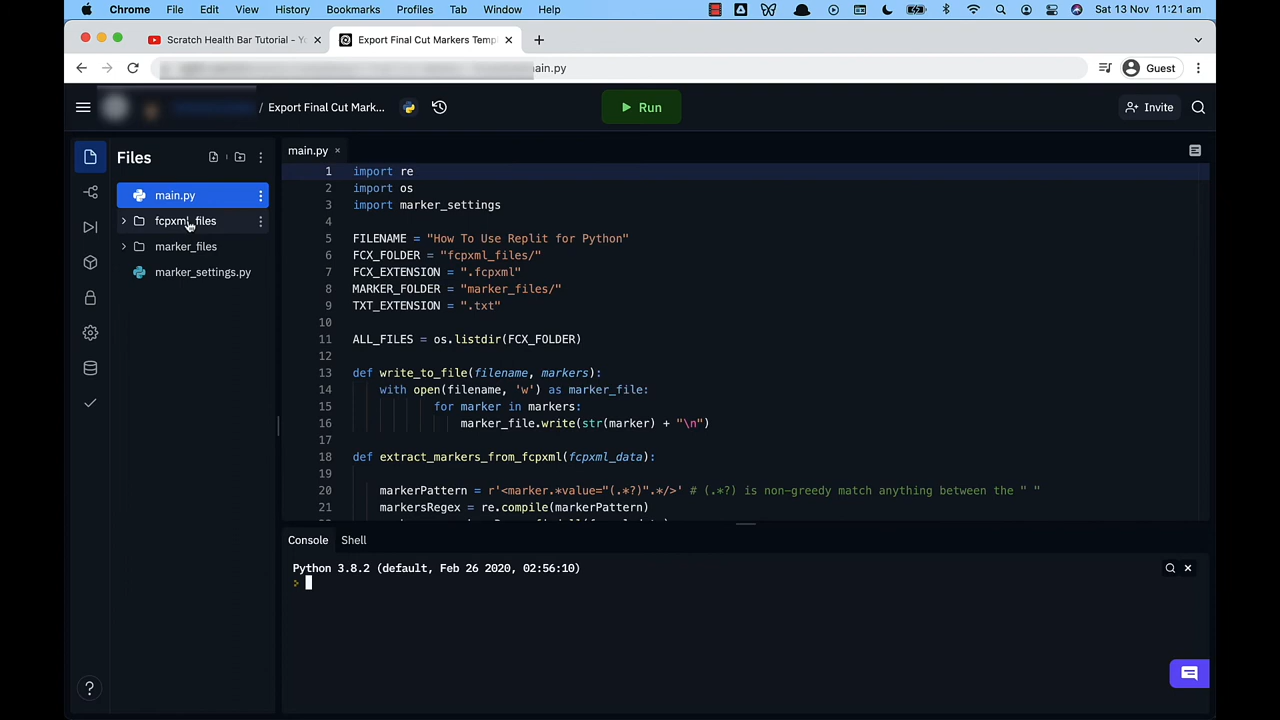 Chrome File Edit View History Bookmarks Profiles Tab Window Help Sat 13 Nov 11:21 am
Scratch Health Bar Tutorial - Y
Export Final Cut Markers Temp
main.py
Guest
/ Export Final Cut Mark...
Run
Invite
Files
main.py
fcpxml_files
marker_files
marker_settings.py
main.py
1 import re
2 import os
3 import marker_settings
4
5 FILENAME = "How To Use Replit for Python"
6 FCX_FOLDER = "fcpxml_files/"
7 FCX_EXTENSION = ".fcpxml"
8 MARKER_FOLDER = "marker_files/"
9 TXT_EXTENSION = ".txt"
10
11 ALL_FILES = os.listdir(FCX_FOLDER)
12
13 def write_to_file(filename, markers):
14 with open(filename, 'w') as marker_file:
15 for marker in markers:
16 marker_file.write(str(marker) + "\n")
17
18 def extract_markers_from_fcpxml(fcpxml_data):
19
20 markerPattern = r'<marker.*value="(.*?)".*/>' # (.*?) is non-greedy match anything between the " "
21 markersRegex = re.compile(markerPattern)
Console Shell
Python 3.8.2 (default, Feb 26 2020, 02:56:10)
>